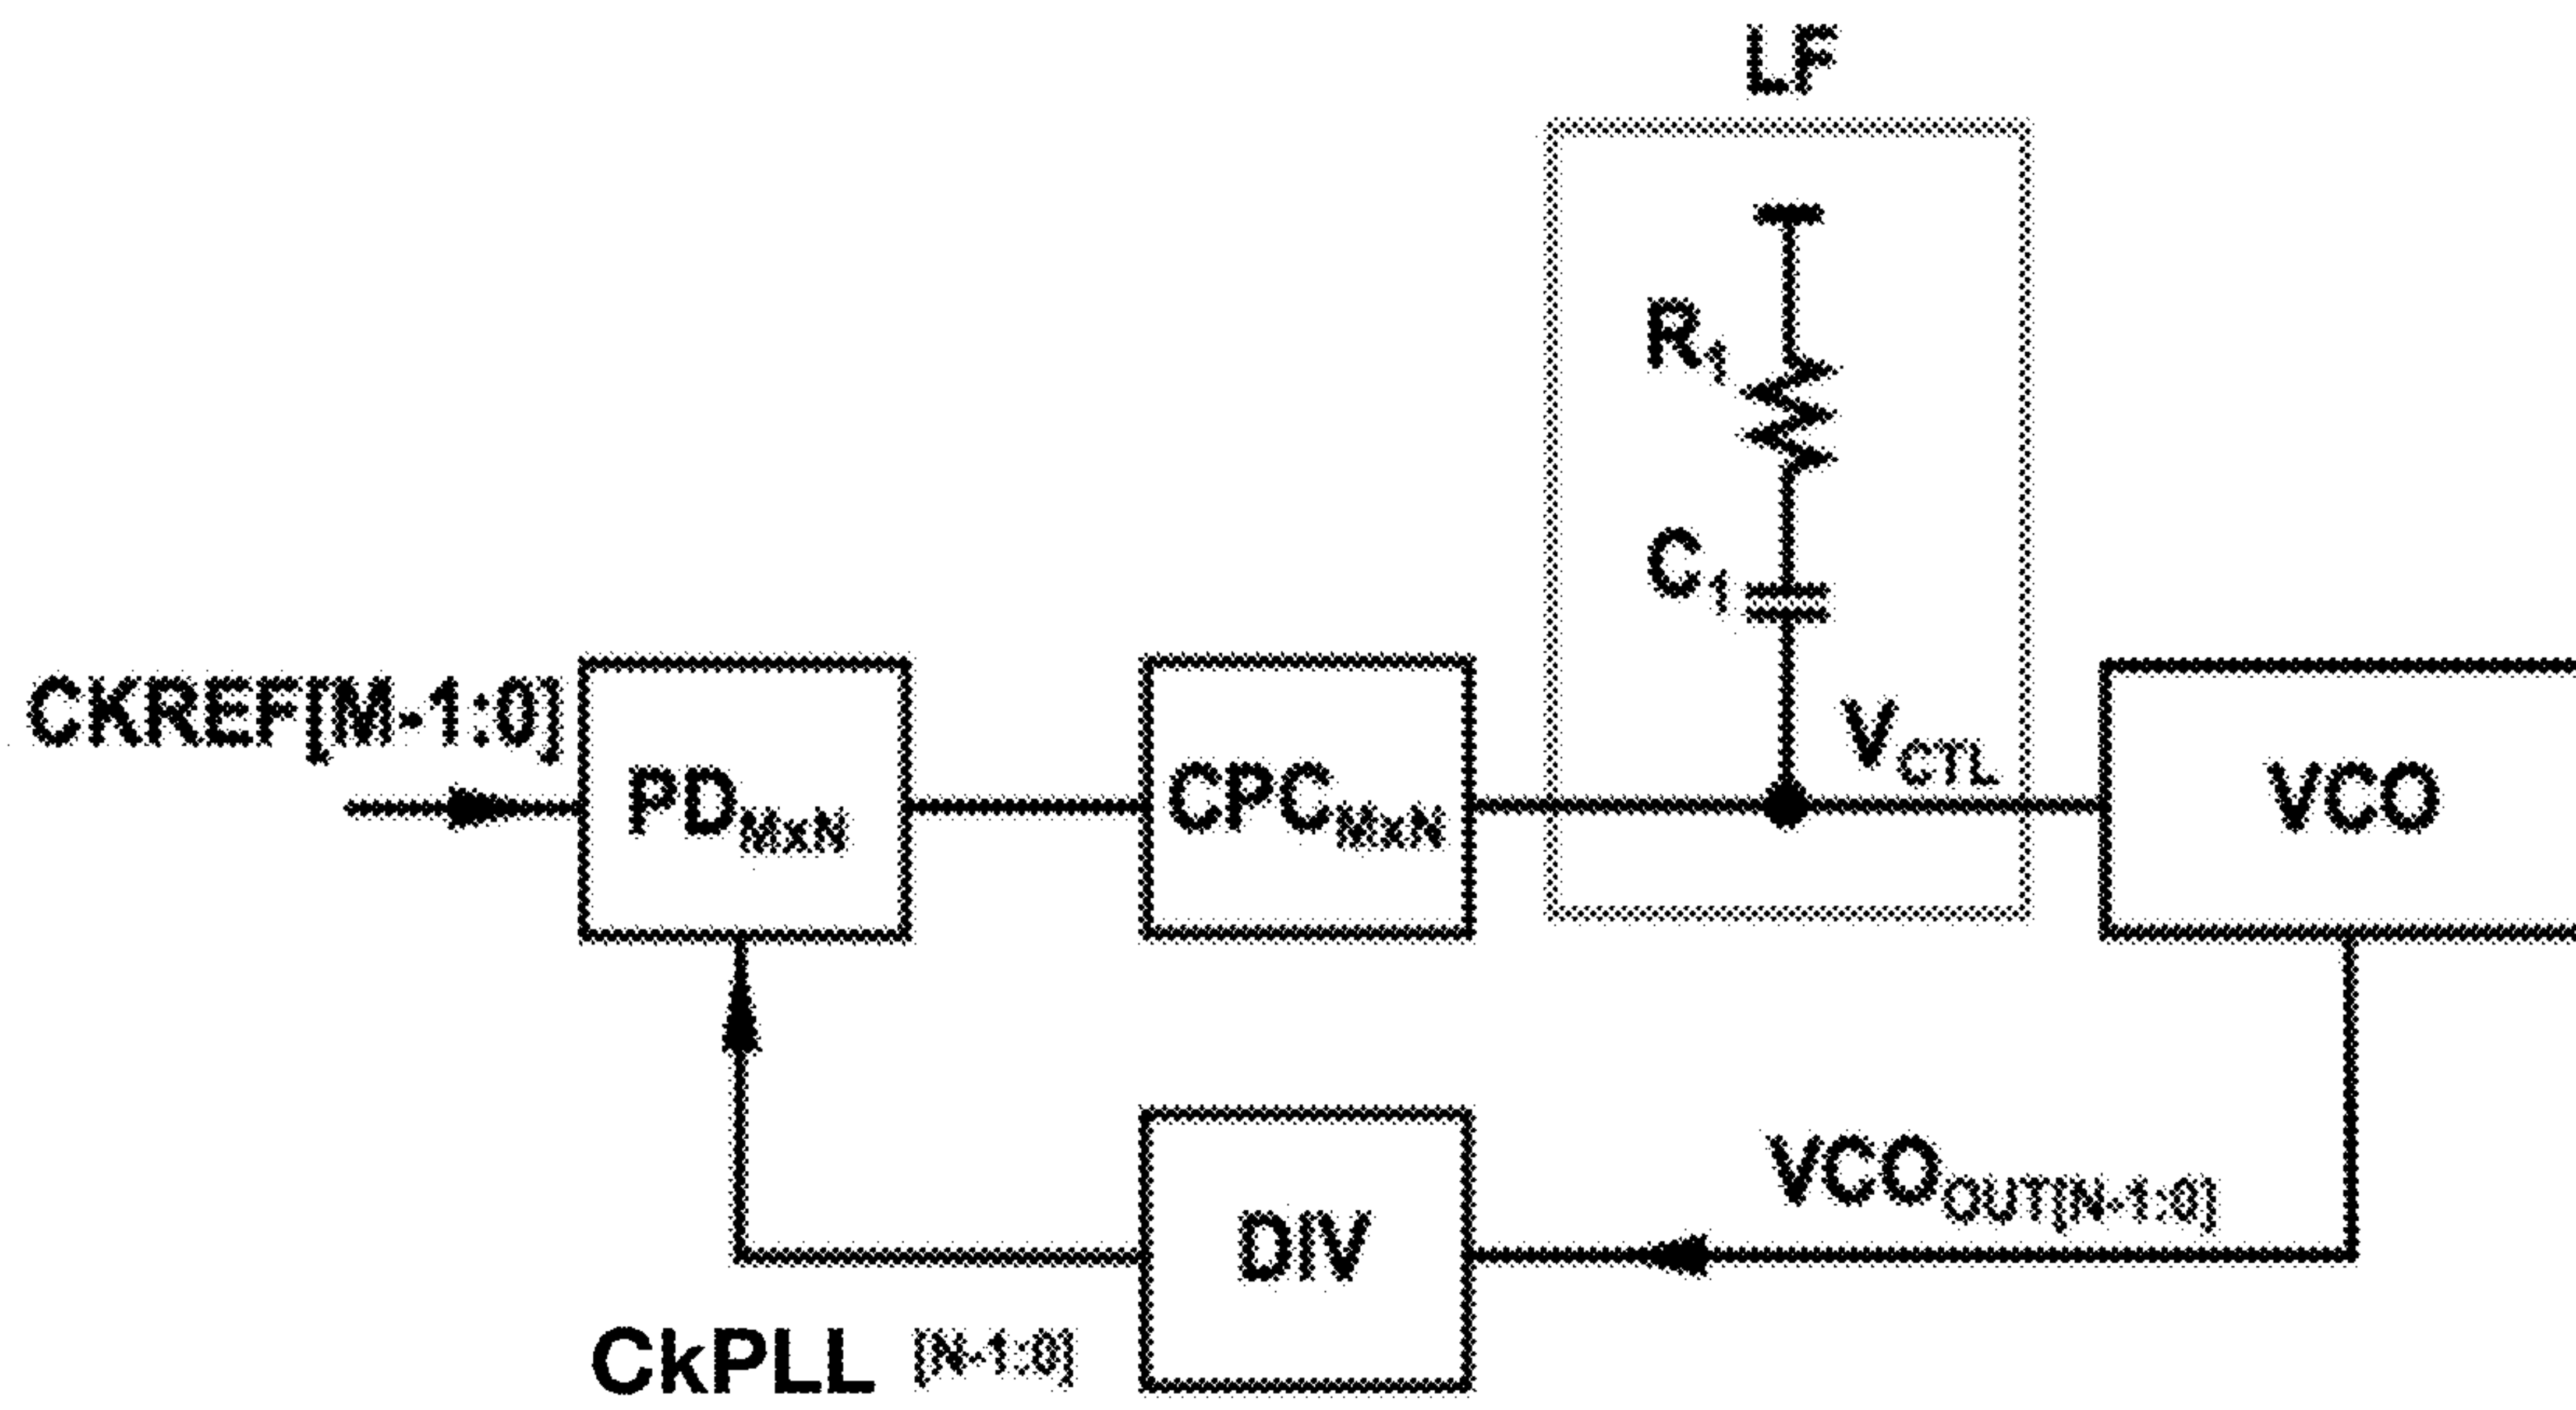 LF
R1
C1
CKREF[M-1:0]
VCTL
PDMxN
CPCMxN
VCO
VCOOUT[N-1:0]
DIV
CkPLL [N-1:0]